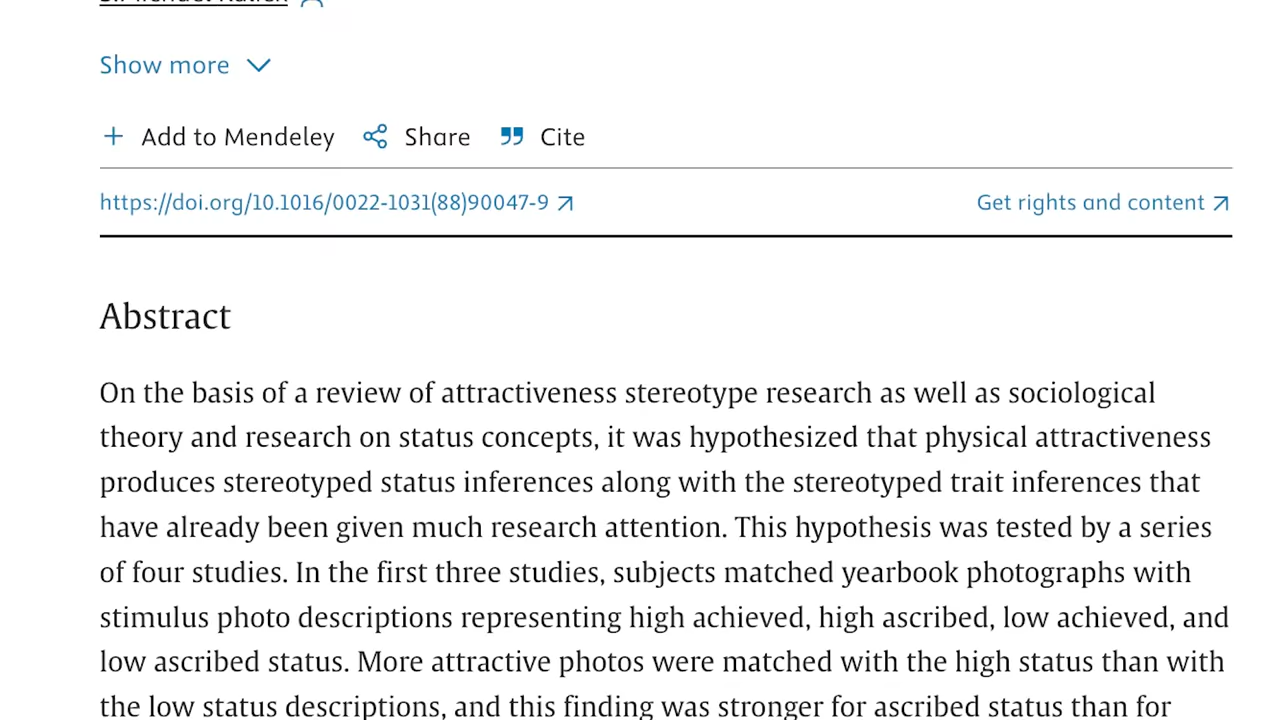 Show more
Add to Mendeley Share Cite
https://doi.org/10.1016/0022-1031(88)90047-9 Get rights and content
Abstract
On the basis of a review of attractiveness stereotype research as well as sociological
theory and research on status concepts, it was hypothesized that physical attractiveness
produces stereotyped status inferences along with the stereotyped trait inferences that
have already been given much research attention. This hypothesis was tested by a series
of four studies. In the first three studies, subjects matched yearbook photographs with
stimulus photo descriptions representing high achieved, high ascribed, low achieved, and
low ascribed status. More attractive photos were matched with the high status than with
the low status descriptions, and this finding was stronger for ascribed status than for